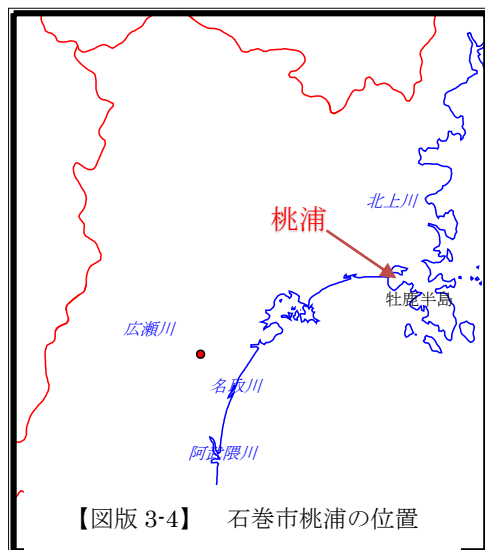 北上川
桃浦
牡鹿半島
広瀬川
名取川
阿武隈川
【図版 3-4】 石巻市桃浦の位置